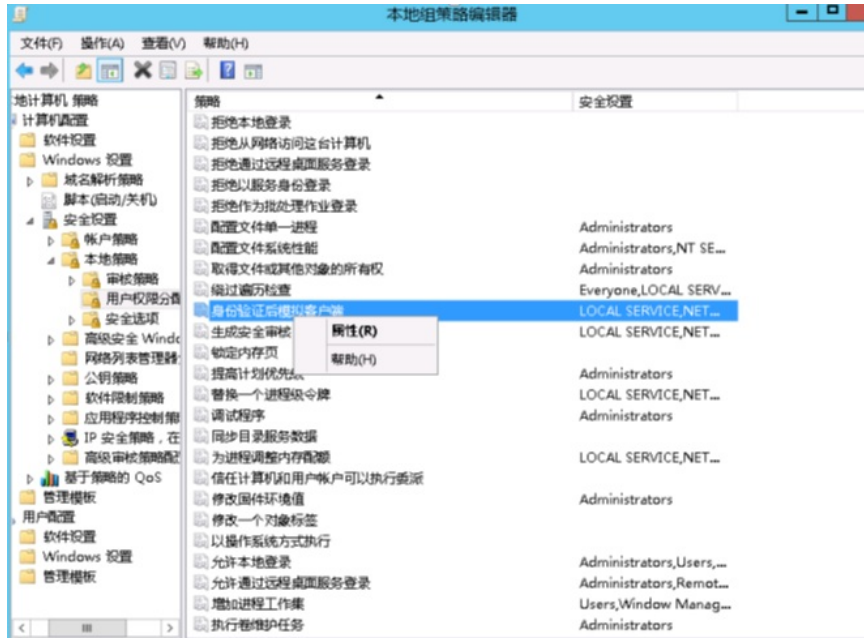 本地组策略编辑器
文件(F) 操作(A) 查看(V) 帮助(H)
地计算机 策略
计算机配置
软件设置
Windows 设置
域名解析策略
脚本(启动/关机)
安全设置
帐户策略
本地策略
审核策略
用户权限分配
安全选项
高级安全 Windo
网络列表管理器
公钥策略
软件限制策略
应用程序控制策
IP 安全策略，在
高级审核策略配
基于策略的 QoS
管理模板
用户配置
软件设置
Windows 设置
管理模板
策略 安全设置
拒绝本地登录
拒绝从网络访问这台计算机
拒绝通过远程桌面服务登录
拒绝以服务身份登录
拒绝作为批处理作业登录
配置文件单一进程 Administrators
配置文件系统性能 Administrators,NT SE...
取得文件或其他对象的所有权 Administrators
绕过遍历检查 Everyone,LOCAL SERV...
身份验证后模拟客户端 LOCAL SERVICE,NET...
生成安全审核 LOCAL SERVICE,NET...
锁定内存页
提高计划优先级 Administrators
替换一个进程级令牌 LOCAL SERVICE,NET...
调试程序 Administrators
同步目录服务数据
为进程调整内存配额 LOCAL SERVICE,NET...
信任计算机和用户帐户可以执行委派
修改固件环境值 Administrators
修改一个对象标签
以操作系统方式执行
允许本地登录 Administrators,Users,...
允许通过远程桌面服务登录 Administrators,Remot...
增加进程工作集 Users,Window Manag...
执行卷维护任务 Administrators
属性(R)
帮助(H)